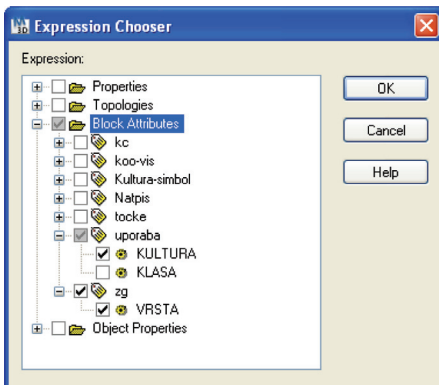 Expression Chooser
Expression:
Properties
Topologies
Block Attributes
kc
koo-vis
Kultura-simbol
Natpis
tocke
uporaba
KULTURA
KLASA
zg
VRSTA
Object Properties
OK
Cancel
Help